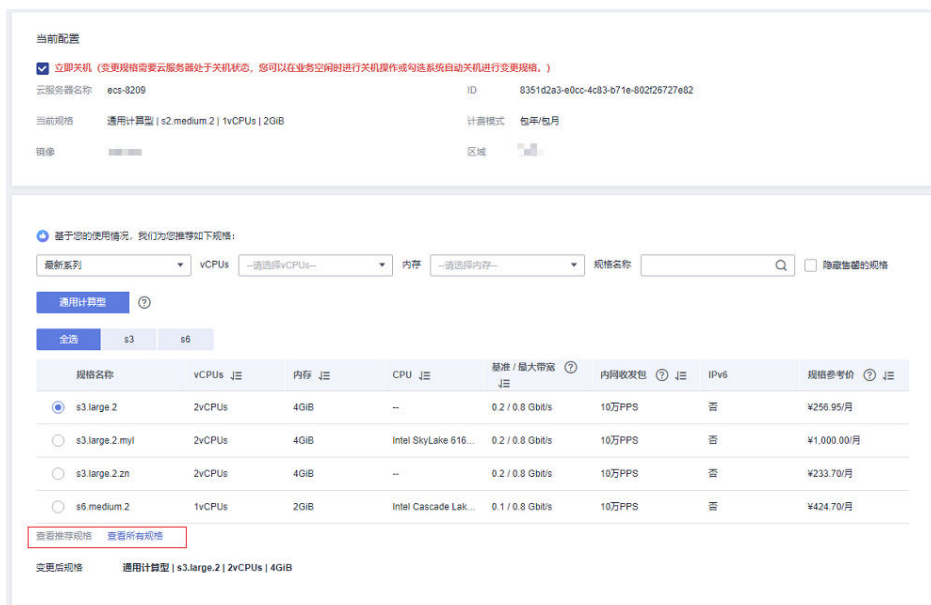 当前配置
立即关机 (变更规格需要云服务器处于关机状态，您可以在业务空闲时进行关机操作或勾选系统自动关机进行变更规格。)
云服务器名称 ecs-8209 ID 8351d2a3-e0cc-4c83-b71e-802f26727e82
当前规格 通用计算型 | s2.medium.2 | 1vCPUs | 2GiB 计费模式 包年/包月
镜像 区域
基于您的使用情况，我们为您推荐如下规格：
最新系列 vCPUs --请选择vCPUs-- 内存 --请选择内存-- 规格名称 隐藏售罄的规格
通用计算型
全选 s3 s6
规格名称 vCPUs 内存 CPU 基准 / 最大带宽 内网收发包 IPv6 规格参考价
s3.large.2 2vCPUs 4GiB -- 0.2 / 0.8 Gbit/s 10万PPS 否 ¥256.95/月
s3.large.2.myl 2vCPUs 4GiB Intel SkyLake 616... 0.2 / 0.8 Gbit/s 10万PPS 否 ¥1,000.00/月
s3.large.2.zn 2vCPUs 4GiB -- 0.2 / 0.8 Gbit/s 10万PPS 否 ¥233.70/月
s6.medium.2 1vCPUs 2GiB Intel Cascade Lak... 0.1 / 0.8 Gbit/s 10万PPS 否 ¥424.70/月
查看推荐规格 查看所有规格
变更后规格 通用计算型 | s3.large.2 | 2vCPUs | 4GiB